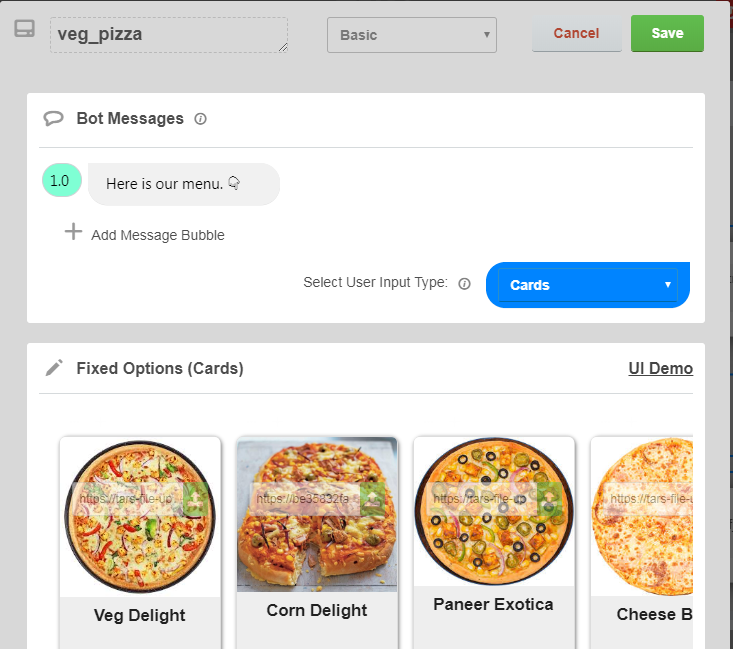 veg_pizza
Basic
Cancel
Save
Bot Messages
1.0
Here is our menu. 👇
Add Message Bubble
Select User Input Type:
Cards
Fixed Options (Cards)
UI Demo
https://tars-file-up
https://be35832fa
https://tars-file-up
https://tars-file-u
Veg Delight
Corn Delight
Paneer Exotica
Cheese B